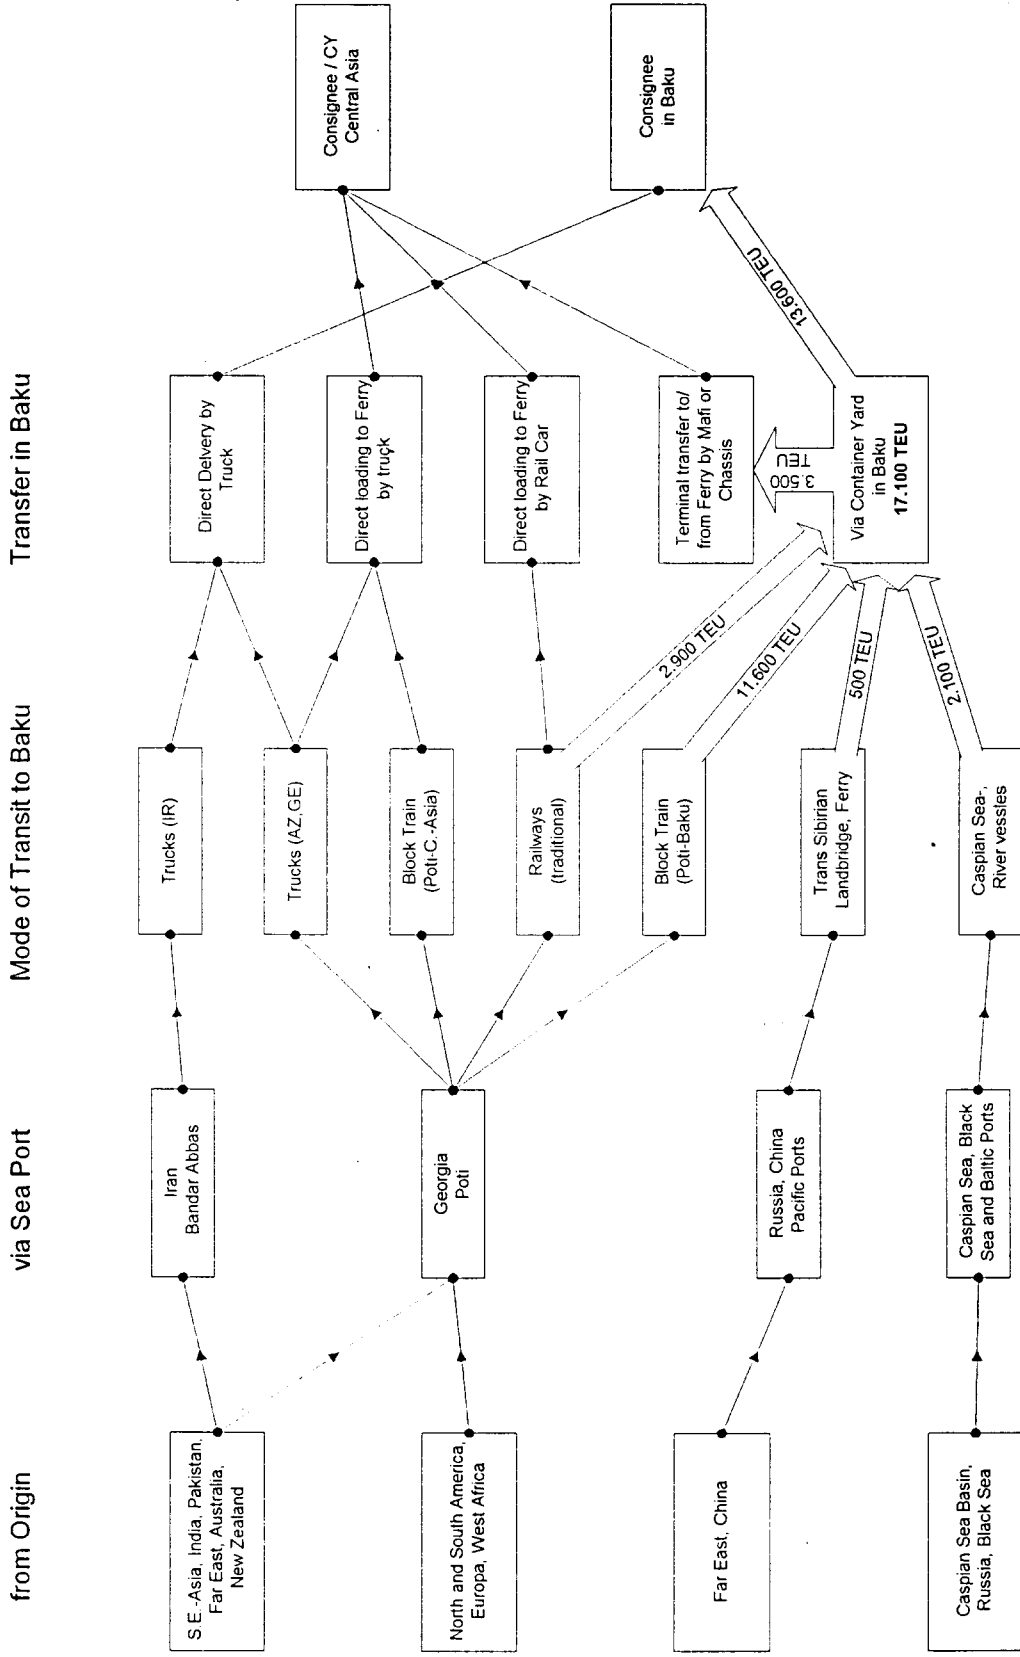 from Origin
via Sea Port
Mode of Transit to Baku
Transfer in Baku
S.E.-Asia, India, Pakistan,
Far East, Australia,
New Zealand
North and South America,
Europa, West Africa
Far East, China
Caspian Sea Basin,
Russia, Black Sea
Iran
Bandar Abbas
Georgia
Poti
Russia, China
Pacific Ports
Caspian Sea, Black
Sea and Baltic Ports
Trucks (IR)
Trucks (AZ,GE)
Block Train
(Poti-C.-Asia)
Railways
(traditional)
Block Train
(Poti-Baku)
Trans Sibirian
Landbridge, Ferry
Caspian Sea-,
River vessles
2.900 TEU
11.600 TEU
500 TEU
2.100 TEU
Direct Delvery by
Truck
Direct loading to Ferry
by truck
Direct loading to Ferry
by Rail Car
Terminal transfer to/
from Ferry by Mafi or
Chassis
3.500
TEU
Via Container Yard
in Baku
17.100 TEU
13.600 TEU
Consignee / CY
Central Asia
Consignee
in Baku